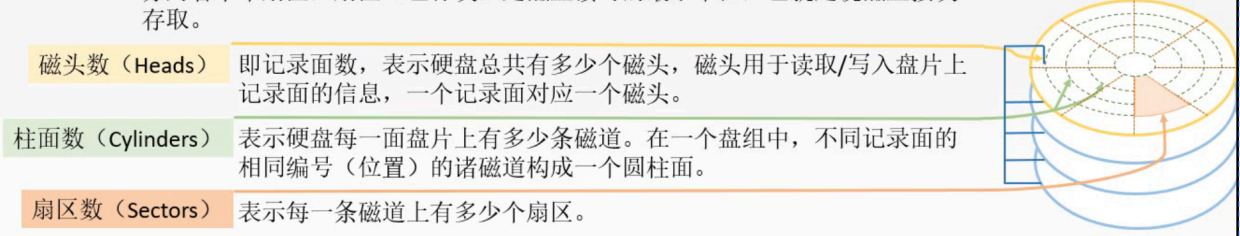 存取。
磁头数（Heads） 即记录面数，表示硬盘总共有多少个磁头，磁头用于读取/写入盘片上
记录面的信息，一个记录面对应一个磁头。
柱面数（Cylinders） 表示硬盘每一面盘片上有多少条磁道。在一个盘组中，不同记录面的
相同编号（位置）的诸磁道构成一个圆柱面。
扇区数（Sectors） 表示每一条磁道上有多少个扇区。